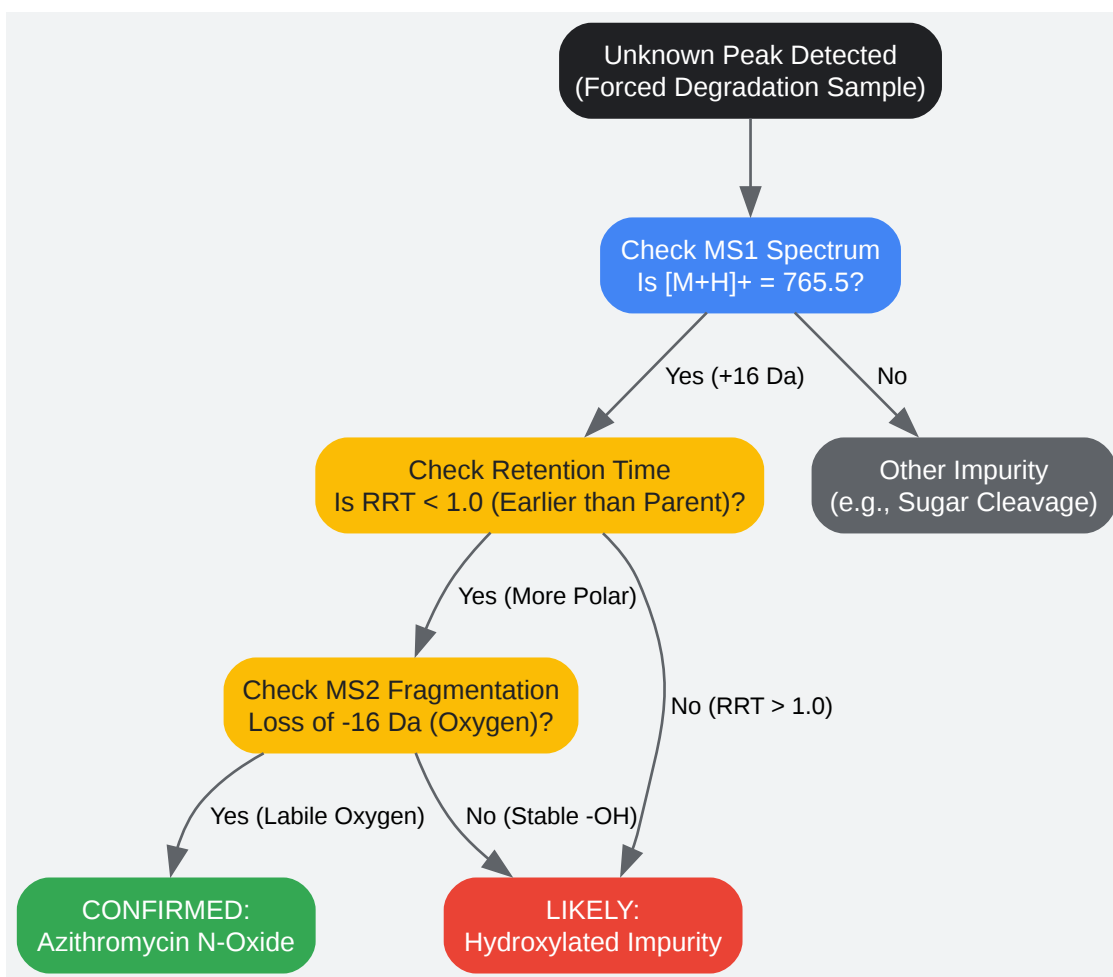 Unknown Peak Detected
(Forced Degradation Sample)
Check MS1 Spectrum
Is [M+H]+ = 765.5?
Yes (+16 Da)
No
Check Retention Time
Is RRT < 1.0 (Earlier than Parent)?
Other Impurity
(e.g., Sugar Cleavage)
Yes (More Polar)
Check MS2 Fragmentation
Loss of -16 Da (Oxygen)?
No (RRT > 1.0)
Yes (Labile Oxygen)
No (Stable -OH)
CONFIRMED:
Azithromycin N-Oxide
LIKELY:
Hydroxylated Impurity